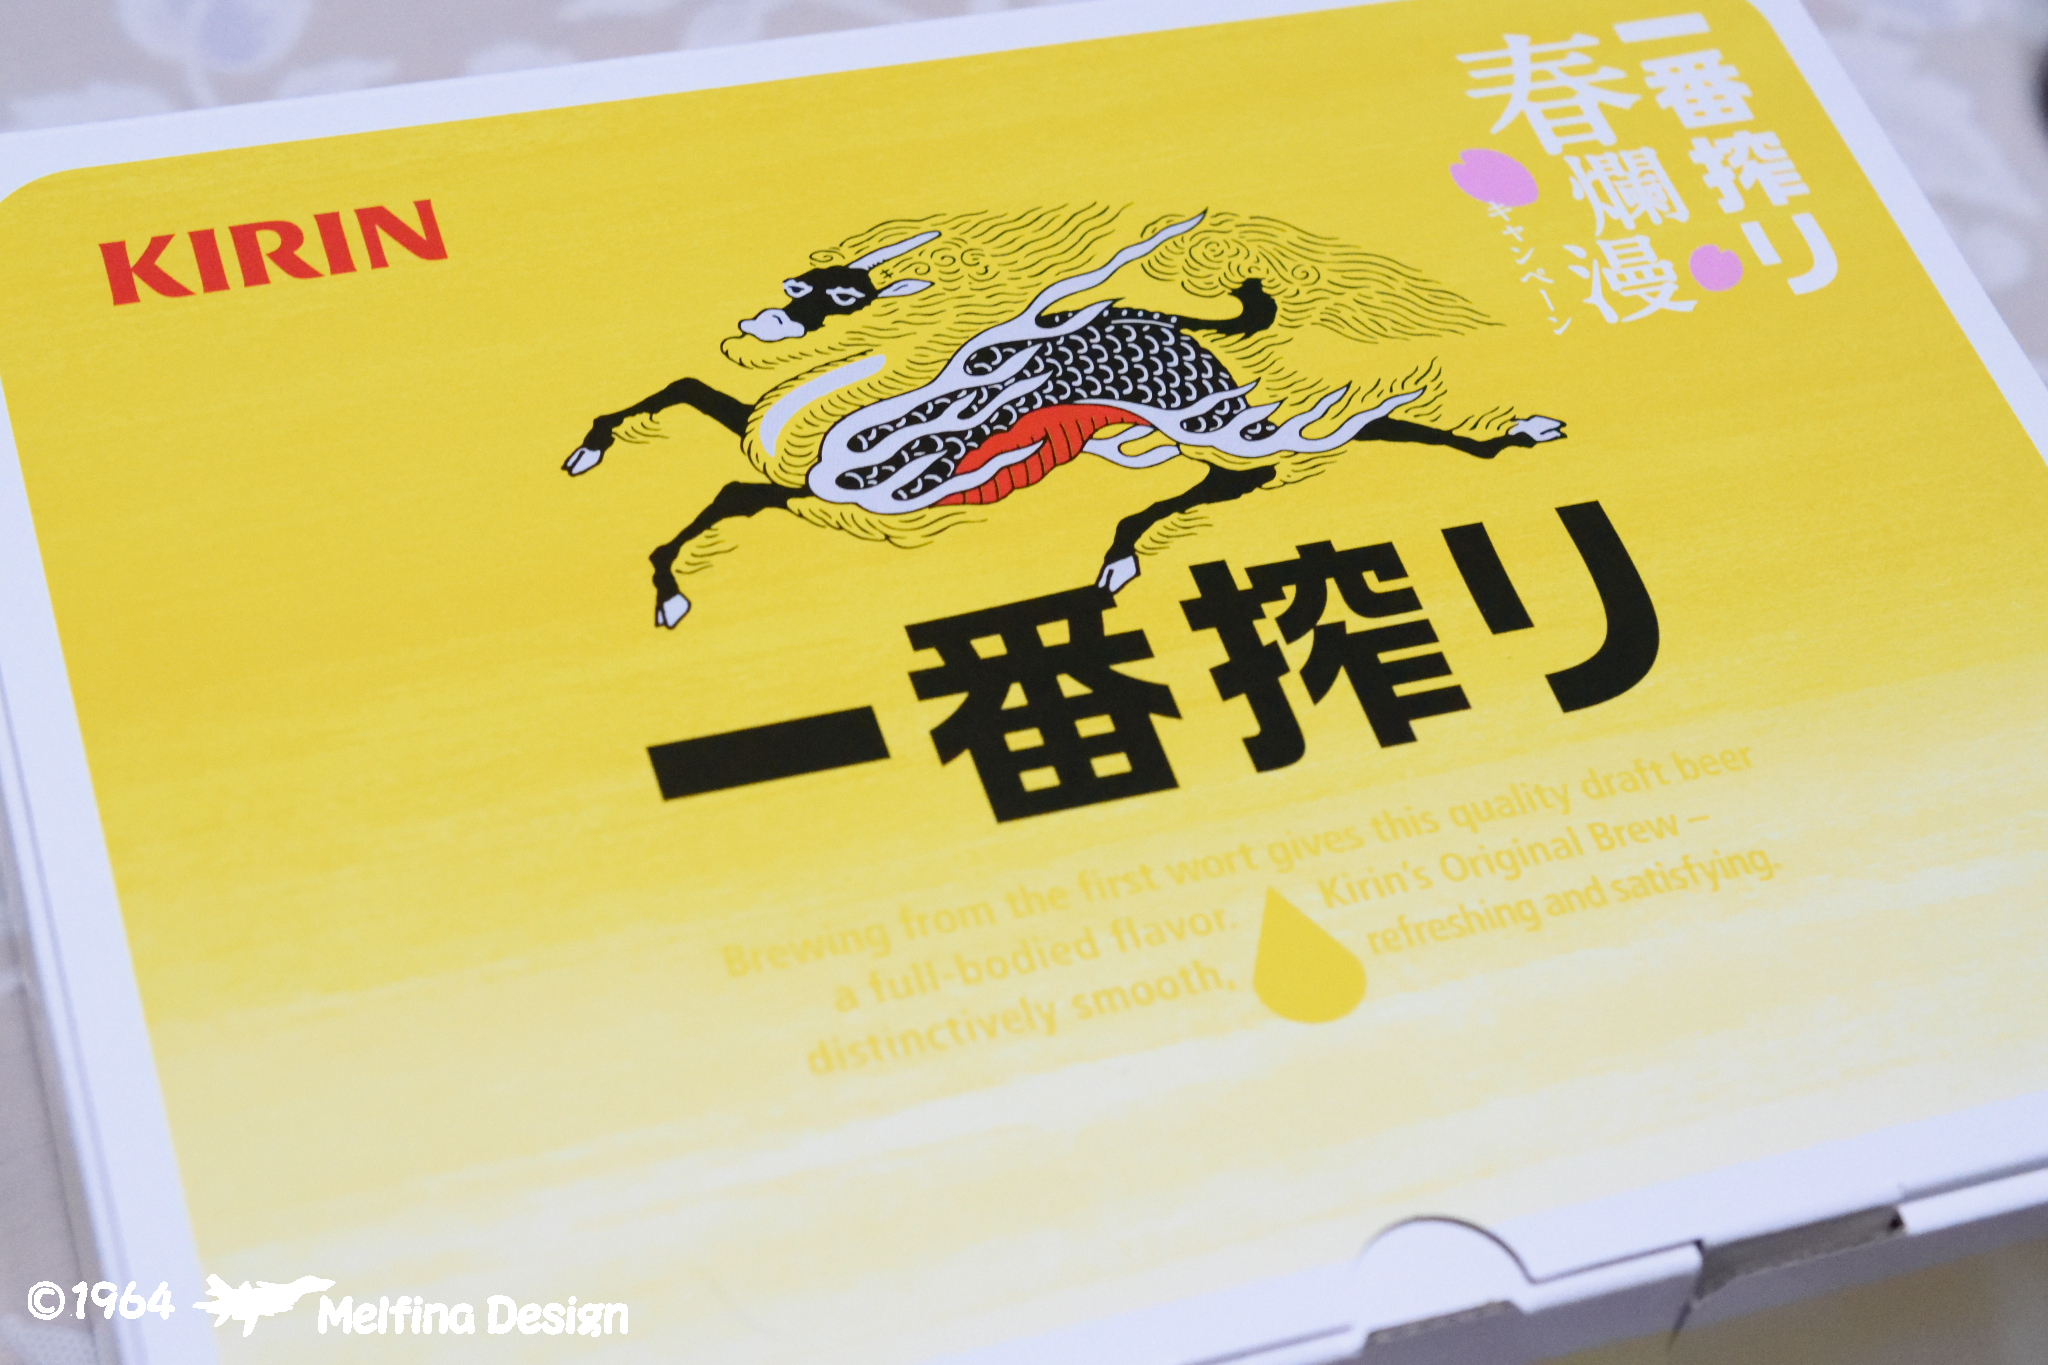 KIRIN
一番搾り
春爛漫
キャンペーン
一番搾り
Brewing from the first wort gives this quality draft beer
a full-bodied flavor. Kirin's Original Brew –
distinctively smooth, refreshing and satisfying.
©1964 Melfina Design